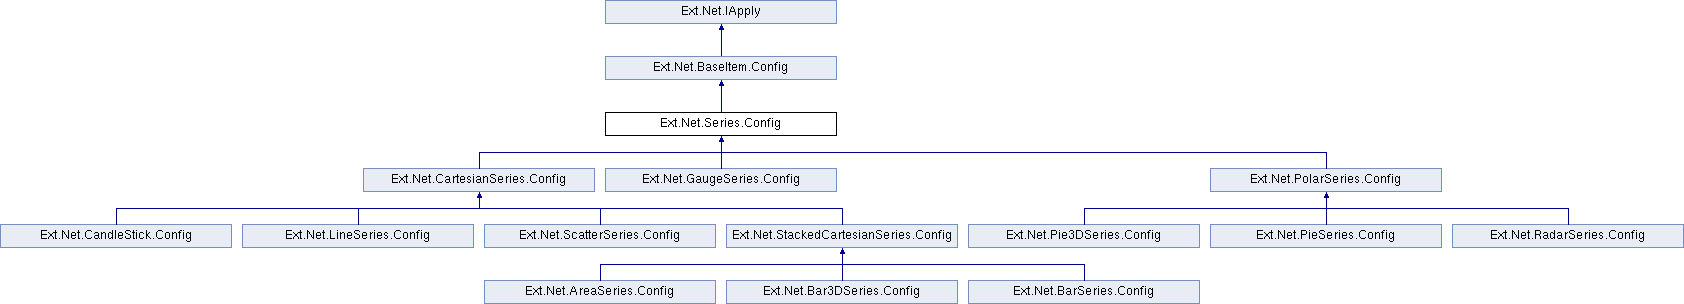 Ext.Net.IApply
Ext.Net.BaseItem.Config
Ext.Net.Series.Config
Ext.Net.CartesianSeries.Config
Ext.Net.GaugeSeries.Config
Ext.Net.PolarSeries.Config
Ext.Net.CandleStick.Config
Ext.Net.LineSeries.Config
Ext.Net.ScatterSeries.Config
Ext.Net.StackedCartesianSeries.Config
Ext.Net.Pie3DSeries.Config
Ext.Net.PieSeries.Config
Ext.Net.RadarSeries.Config
Ext.Net.AreaSeries.Config
Ext.Net.Bar3DSeries.Config
Ext.Net.BarSeries.Config